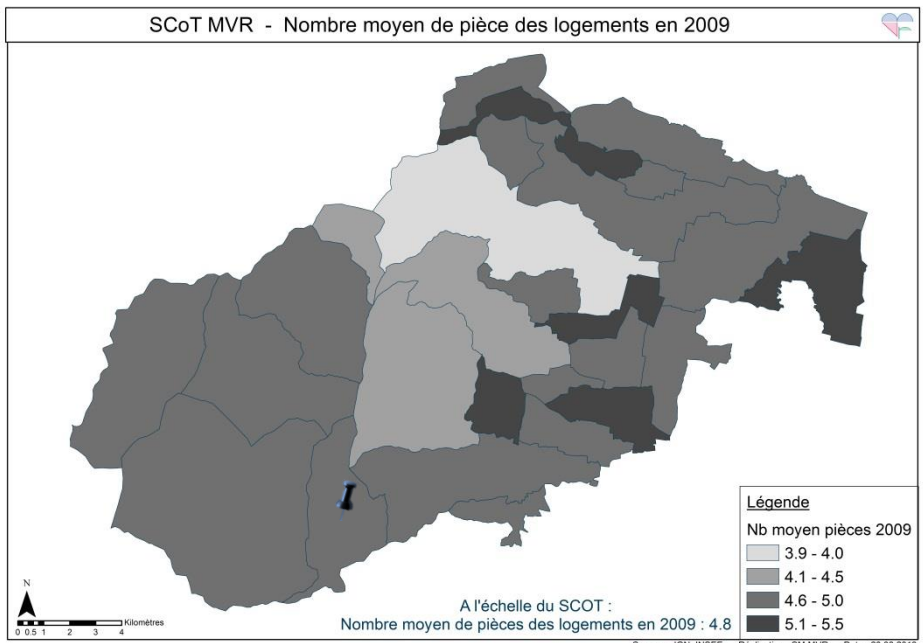 SCoT MVR - Nombre moyen de pièce des logements en 2009
Légende
Nb moyen pièces 2009
3.9 - 4.0
4.1 - 4.5
4.6 - 5.0
5.1 - 5.5
N
Kilomètres
0 0.5 1 2 3 4
A l'échelle du SCOT :
Nombre moyen de pièces des logements en 2009 : 4.8